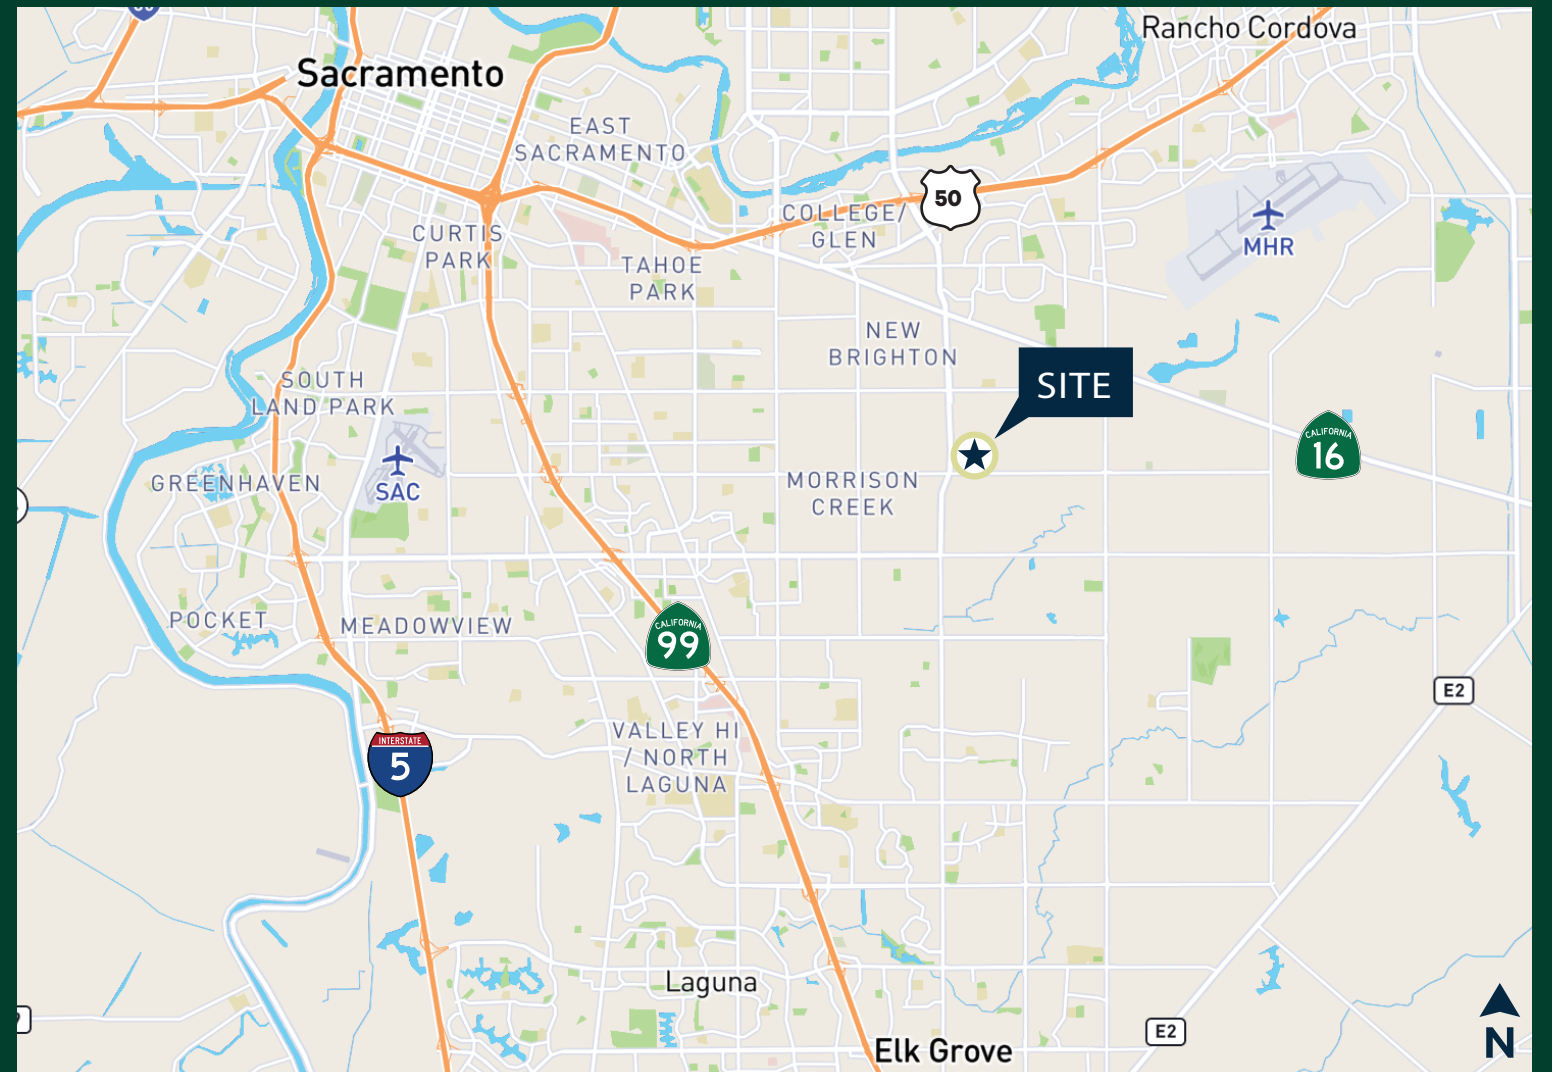 Rancho Cordova
Sacramento
EAST
SACRAMENTO
50
COLLEGE/
GLEN
CURTIS
PARK
MHR
TAHOE
PARK
NEW
BRIGHTON
SITE
SOUTH
LAND PARK
CALIFORNIA
16
GREENHAVEN
SAC
MORRISON
CREEK
POCKET
MEADOWVIEW
CALIFORNIA
99
E2
VALLEY HI
/ NORTH
LAGUNA
INTERSTATE
5
Laguna
E2
N
Elk Grove